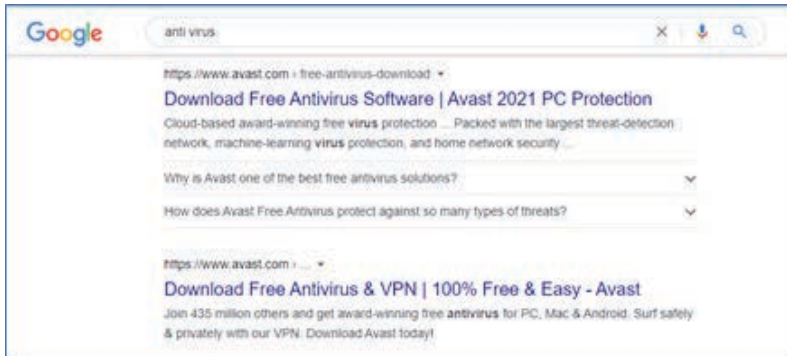 Google
anti virus
https://www.avast.com › free-antivirus-download
Download Free Antivirus Software | Avast 2021 PC Protection
Cloud-based award-winning free virus protection ... Packed with the largest threat-detection
network, machine-learning virus protection, and home network security ...
Why is Avast one of the best free antivirus solutions?
How does Avast Free Antivirus protect against so many types of threats?
https://www.avast.com › ...
Download Free Antivirus & VPN | 100% Free & Easy - Avast
Join 435 million others and get award-winning free antivirus for PC, Mac & Android. Surf safely
& privately with our VPN. Download Avast today!